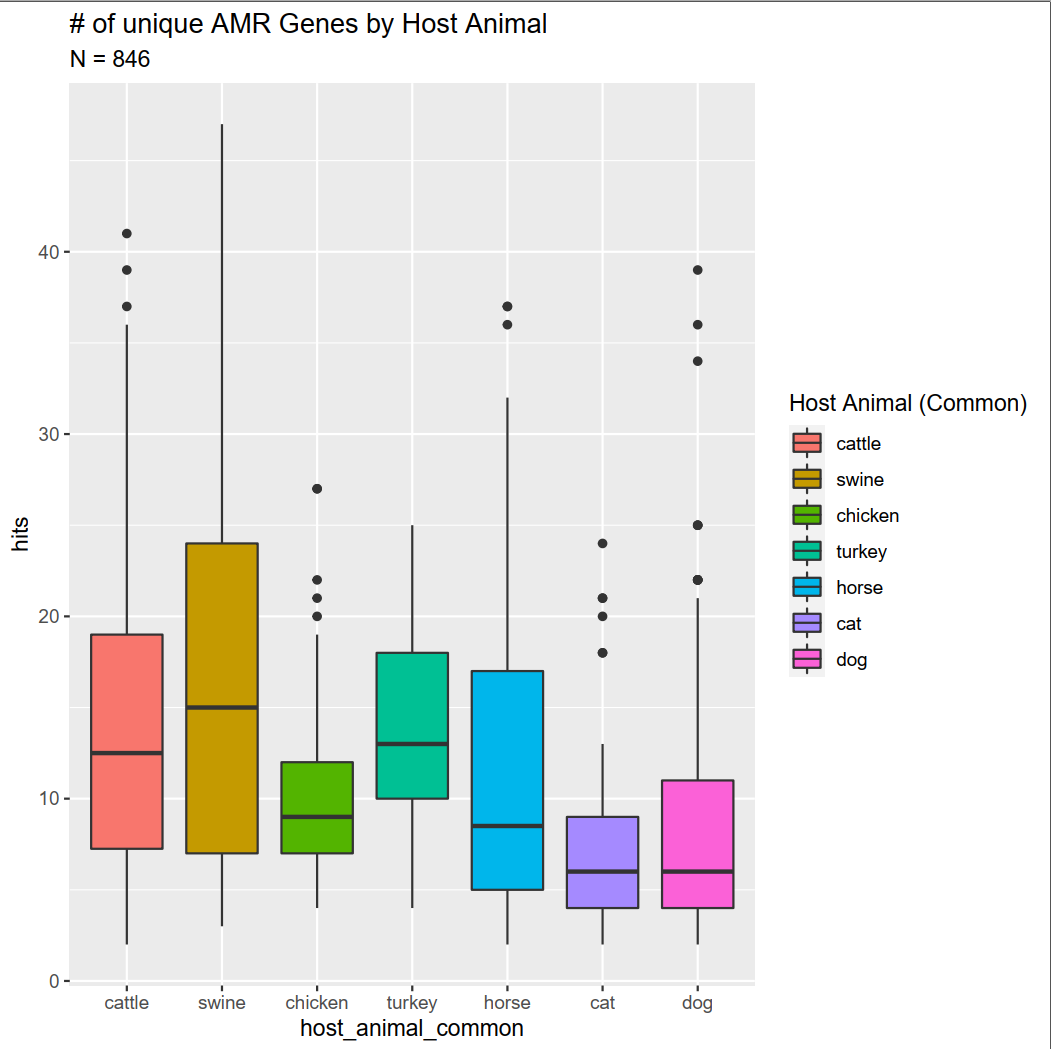 # of unique AMR Genes by Host Animal
N = 846
hits
40
30
20
10
0
cattle swine chicken turkey horse cat dog
host_animal_common
Host Animal (Common)
cattle
swine
chicken
turkey
horse
cat
dog